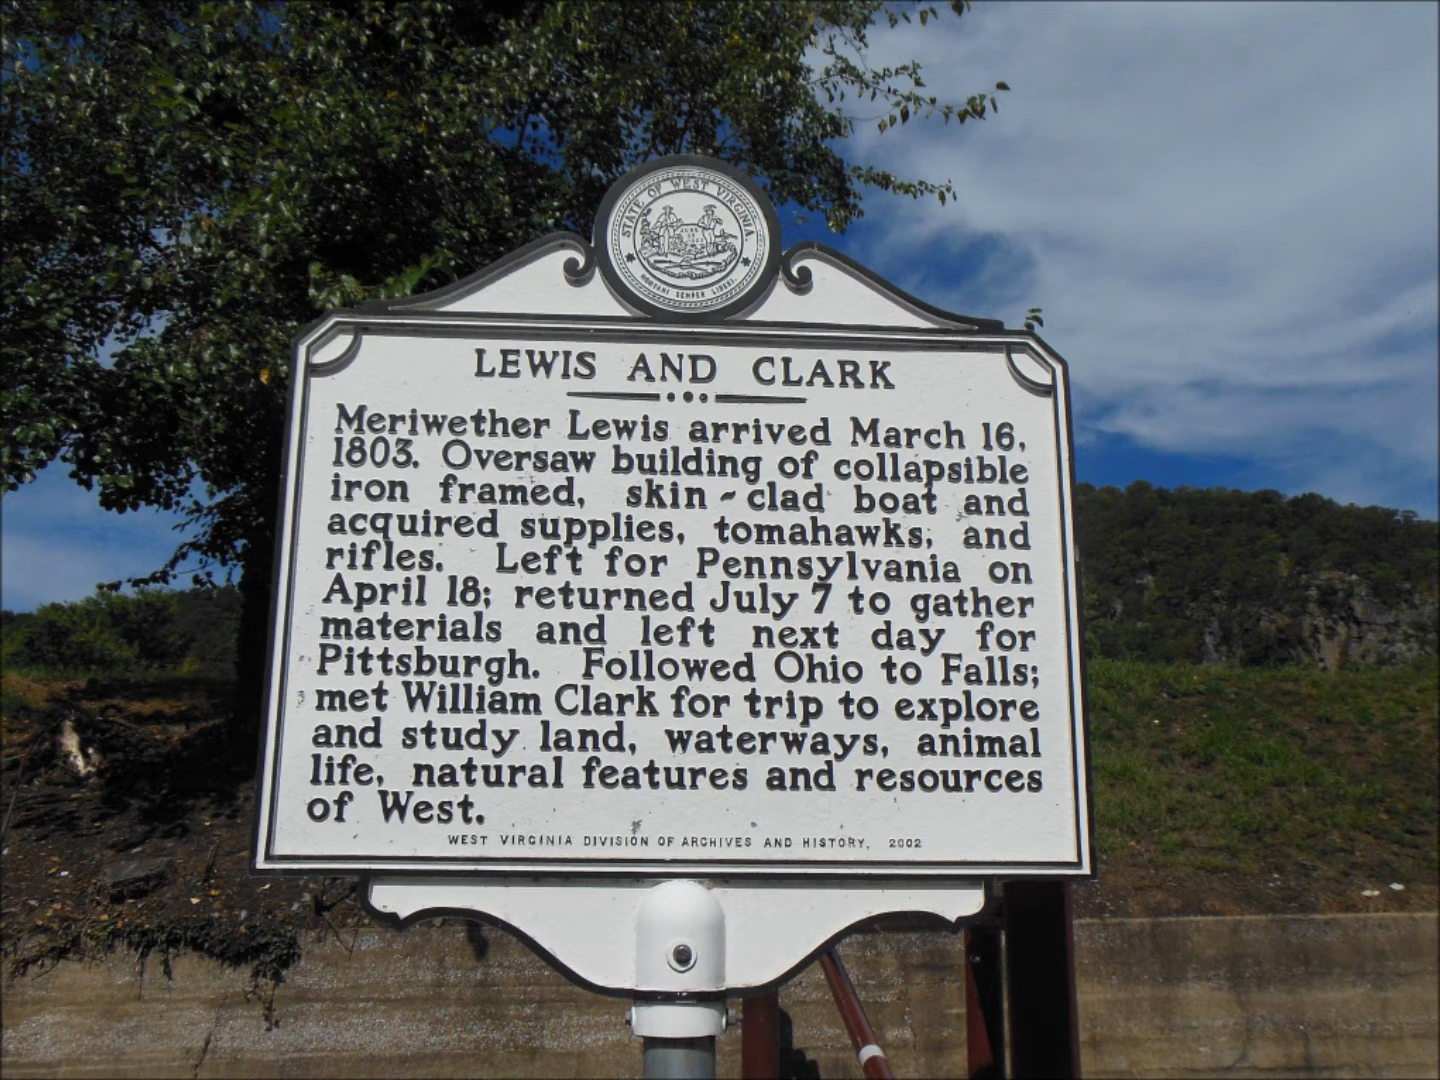 STATE OF WEST VIRGINIA
MONTANI SEMPER LIBERI
LEWIS AND CLARK
Meriwether Lewis arrived March 16,
1803. Oversaw building of collapsible
iron framed, skin-clad boat and
acquired supplies, tomahawks, and
rifles. Left for Pennsylvania on
April 18; returned July 7 to gather
materials and left next day for
Pittsburgh. Followed Ohio to Falls;
met William Clark for trip to explore
and study land, waterways, animal
life, natural features and resources
of West.
WEST VIRGINIA DIVISION OF ARCHIVES AND HISTORY, 2002